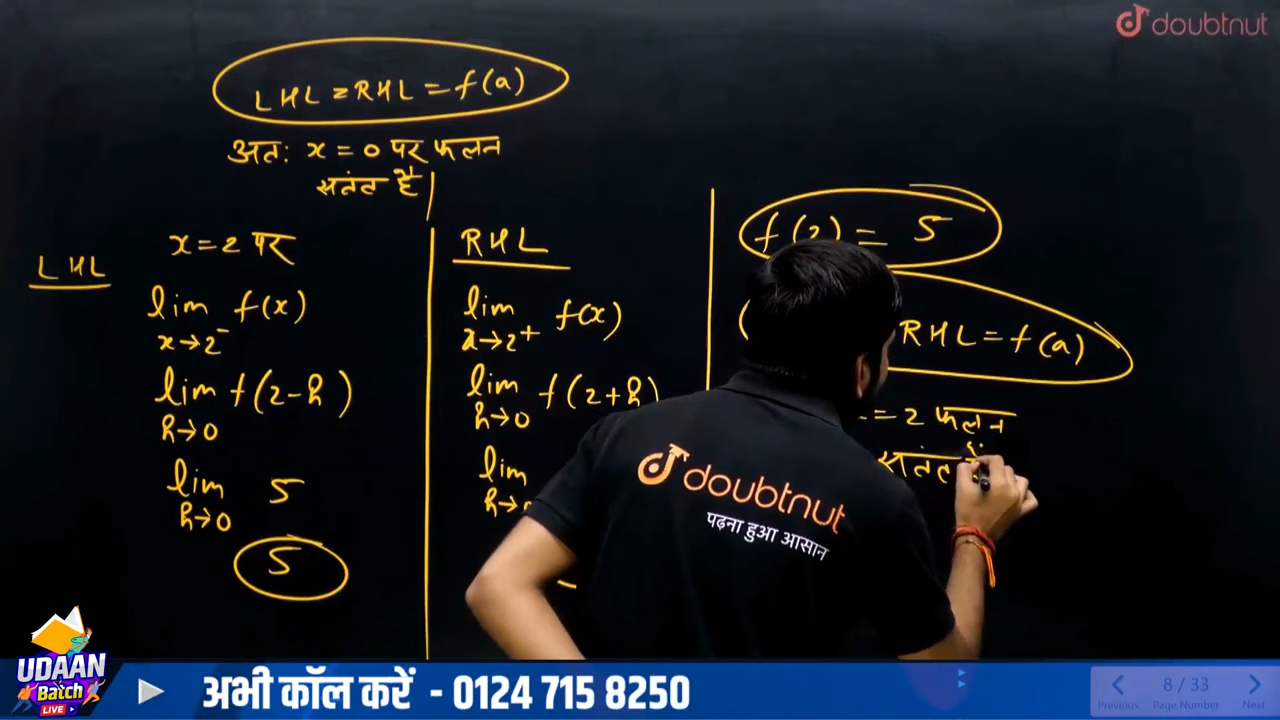 doubtnut
LHL = RHL = f(a)
अतः x = 0 पर फलन
सतंत है
LHL
x = 2 पर
lim f(x)
x→2⁻
lim f(2-h)
h→0
lim 5
h→0
5
RHL
lim f(x)
x→2⁺
lim f(2+h)
h→0
lim
h→
f(2) = 5
RHL = f(a)
= 2 फलन
सतंत
doubtnut
पढ़ना हुआ आसान
UDAAN
Batch
LIVE
अभी कॉल करें - 0124 715 8250
8 / 33
Previous Page Number Next